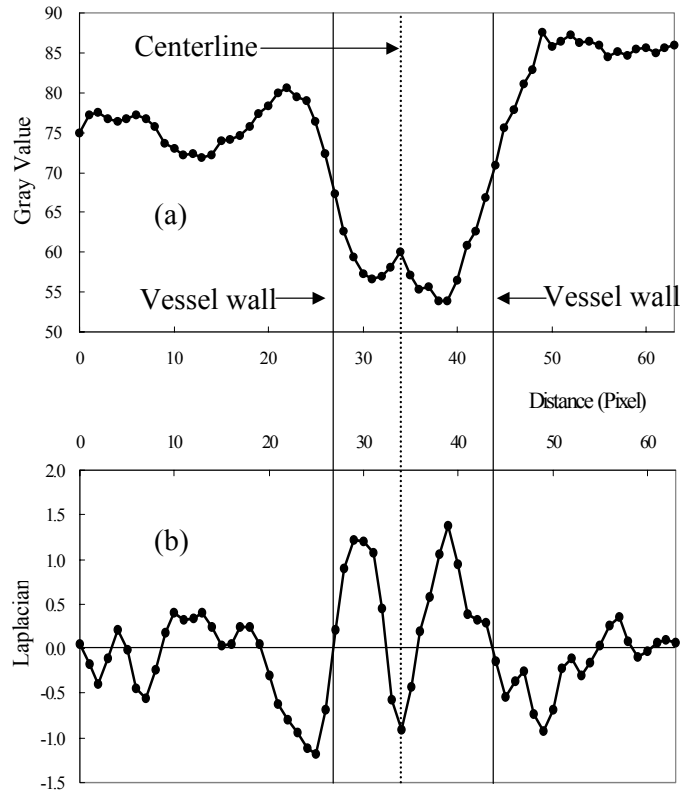 90
85
80
75
70
65
60
55
50
Gray Value
Centerline
(a)
Vessel wall
Vessel wall
0 10 20 30 40 50 60
Distance (Pixel)
0 10 20 30 40 50 60
2.0
1.5
1.0
0.5
0.0
-0.5
-1.0
-1.5
Laplacian
(b)